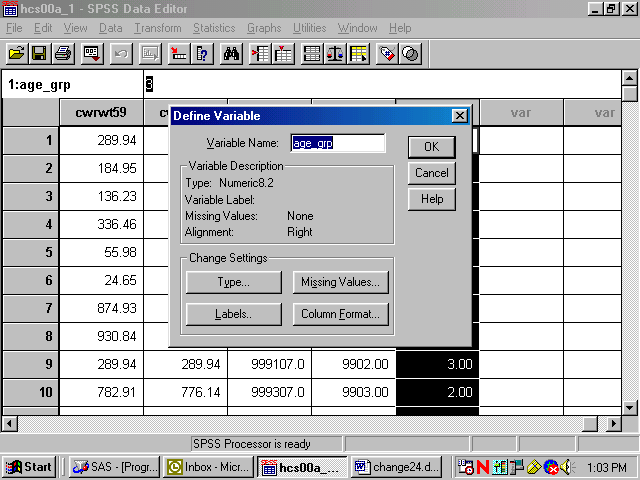 hcs00a_1 - SPSS Data Editor
File Edit View Data Transform Statistics Graphs Utilities Window Help
1:age_grp 3
cwrwt59 var var
1 289.94
2 184.95
3 136.23
4 336.46
5 55.98
6 24.65
7 874.93
8 930.84
9 289.94 289.94 999107.0 9902.00 3.00
10 782.91 776.14 999307.0 9903.00 2.00
Define Variable
Variable Name: age_grp
OK
Cancel
Help
Variable Description
Type: Numeric8.2
Variable Label:
Missing Values: None
Alignment: Right
Change Settings
Type... Missing Values...
Labels.. Column Format...
SPSS Processor is ready
Start SAS - [Progr... Inbox - Micr... hcs00a_... change24.d... 1:03 PM